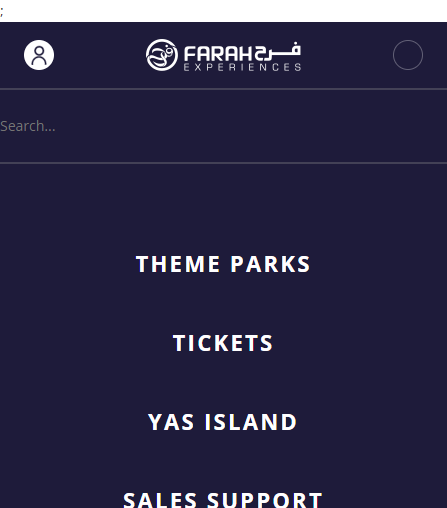 ;
FARAH فرح
EXPERIENCES
Search...
THEME PARKS
TICKETS
YAS ISLAND
SALES SUPPORT